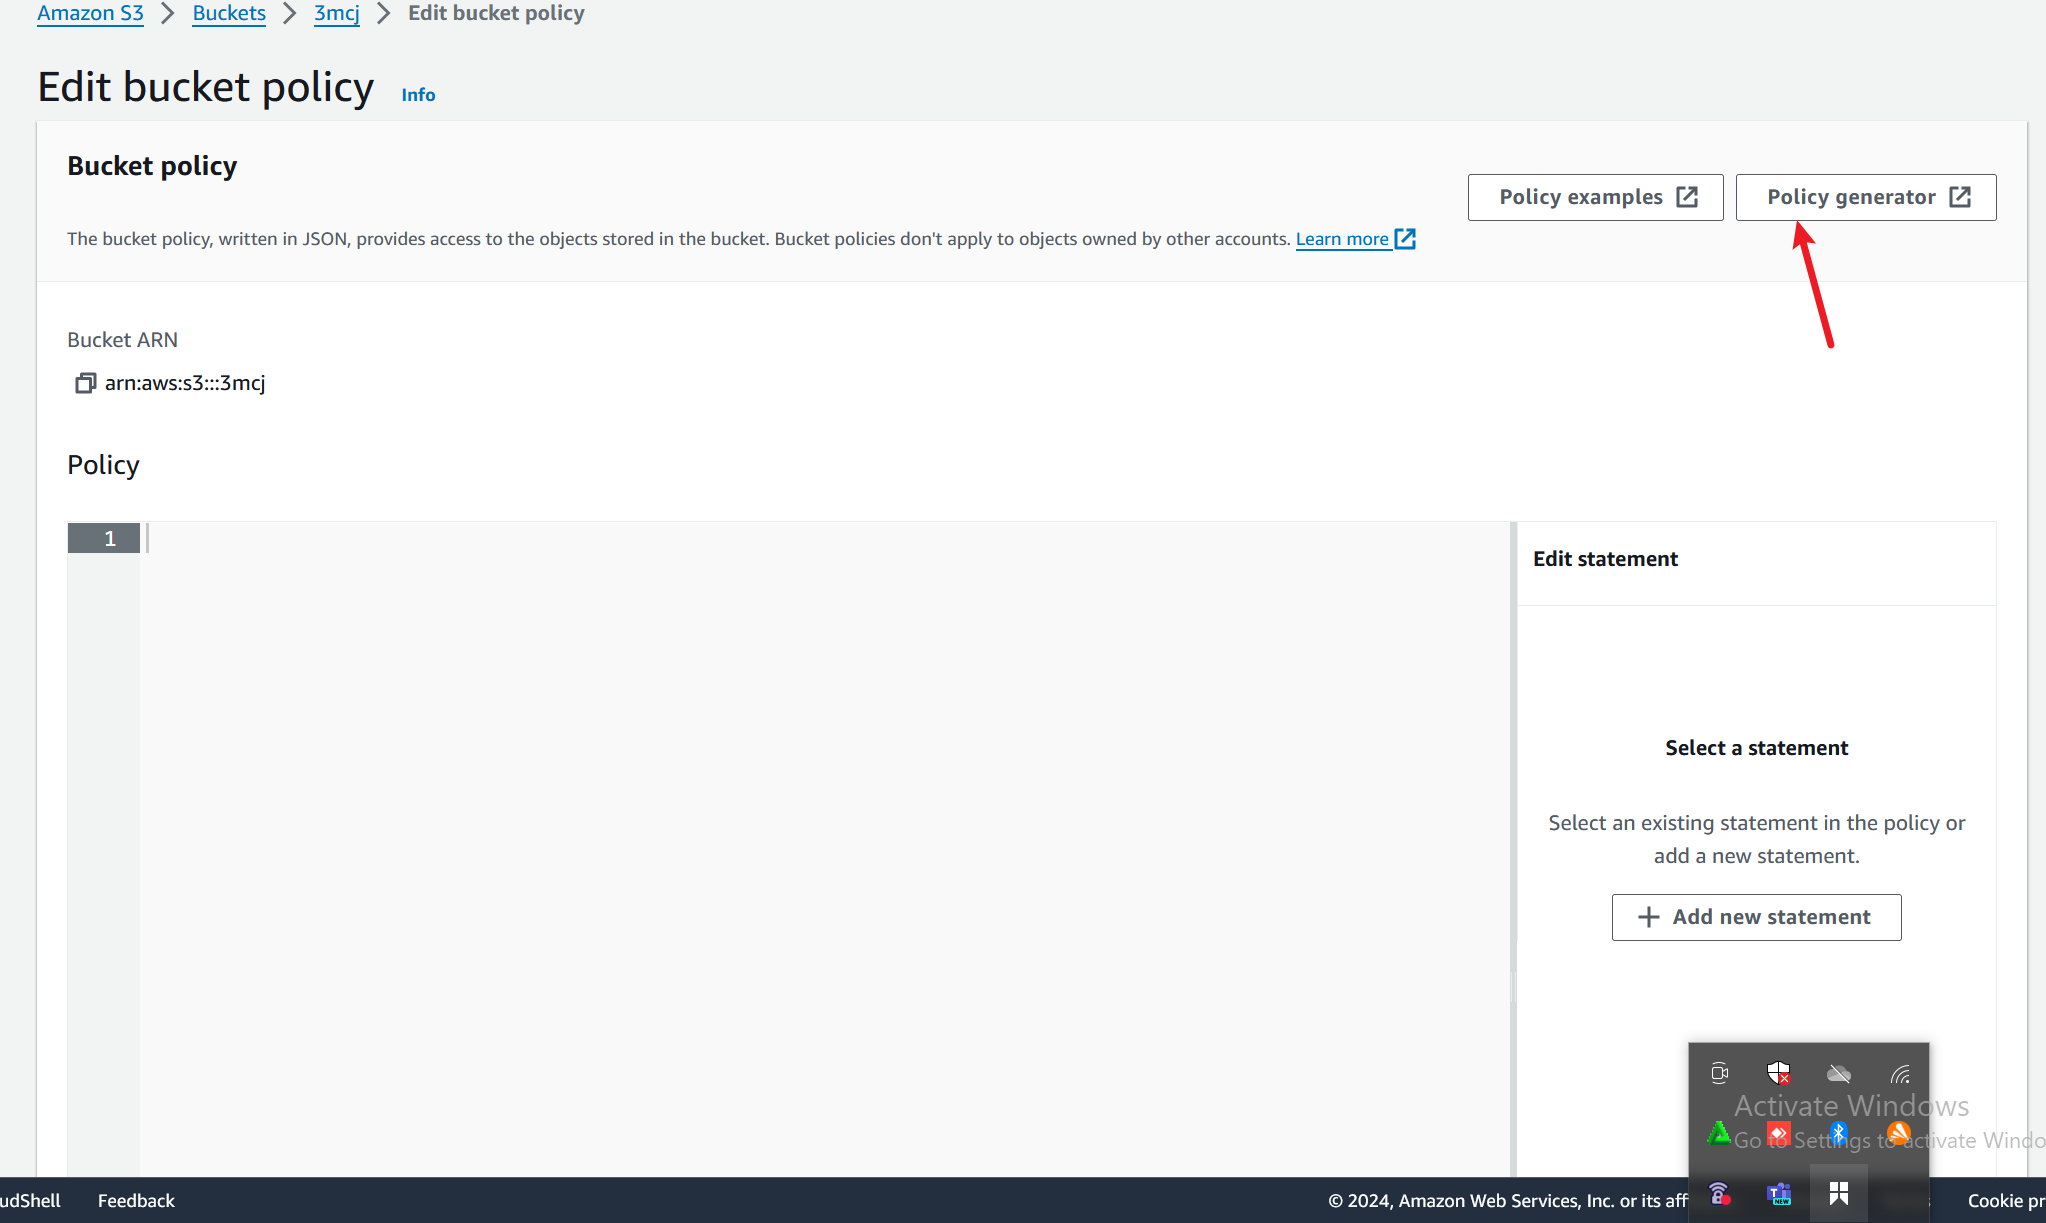 Amazon S3 > Buckets > 3mcj > Edit bucket policy
Edit bucket policy Info
Bucket policy
Policy examples
Policy generator
The bucket policy, written in JSON, provides access to the objects stored in the bucket. Bucket policies don't apply to objects owned by other accounts. Learn more
Bucket ARN
arn:aws:s3:::3mcj
Policy
1
Edit statement
Select a statement
Select an existing statement in the policy or
add a new statement.
+ Add new statement
Activate Windows
Go to Settings to activate Windo
udShell Feedback © 2024, Amazon Web Services, Inc. or its aff Cookie pr